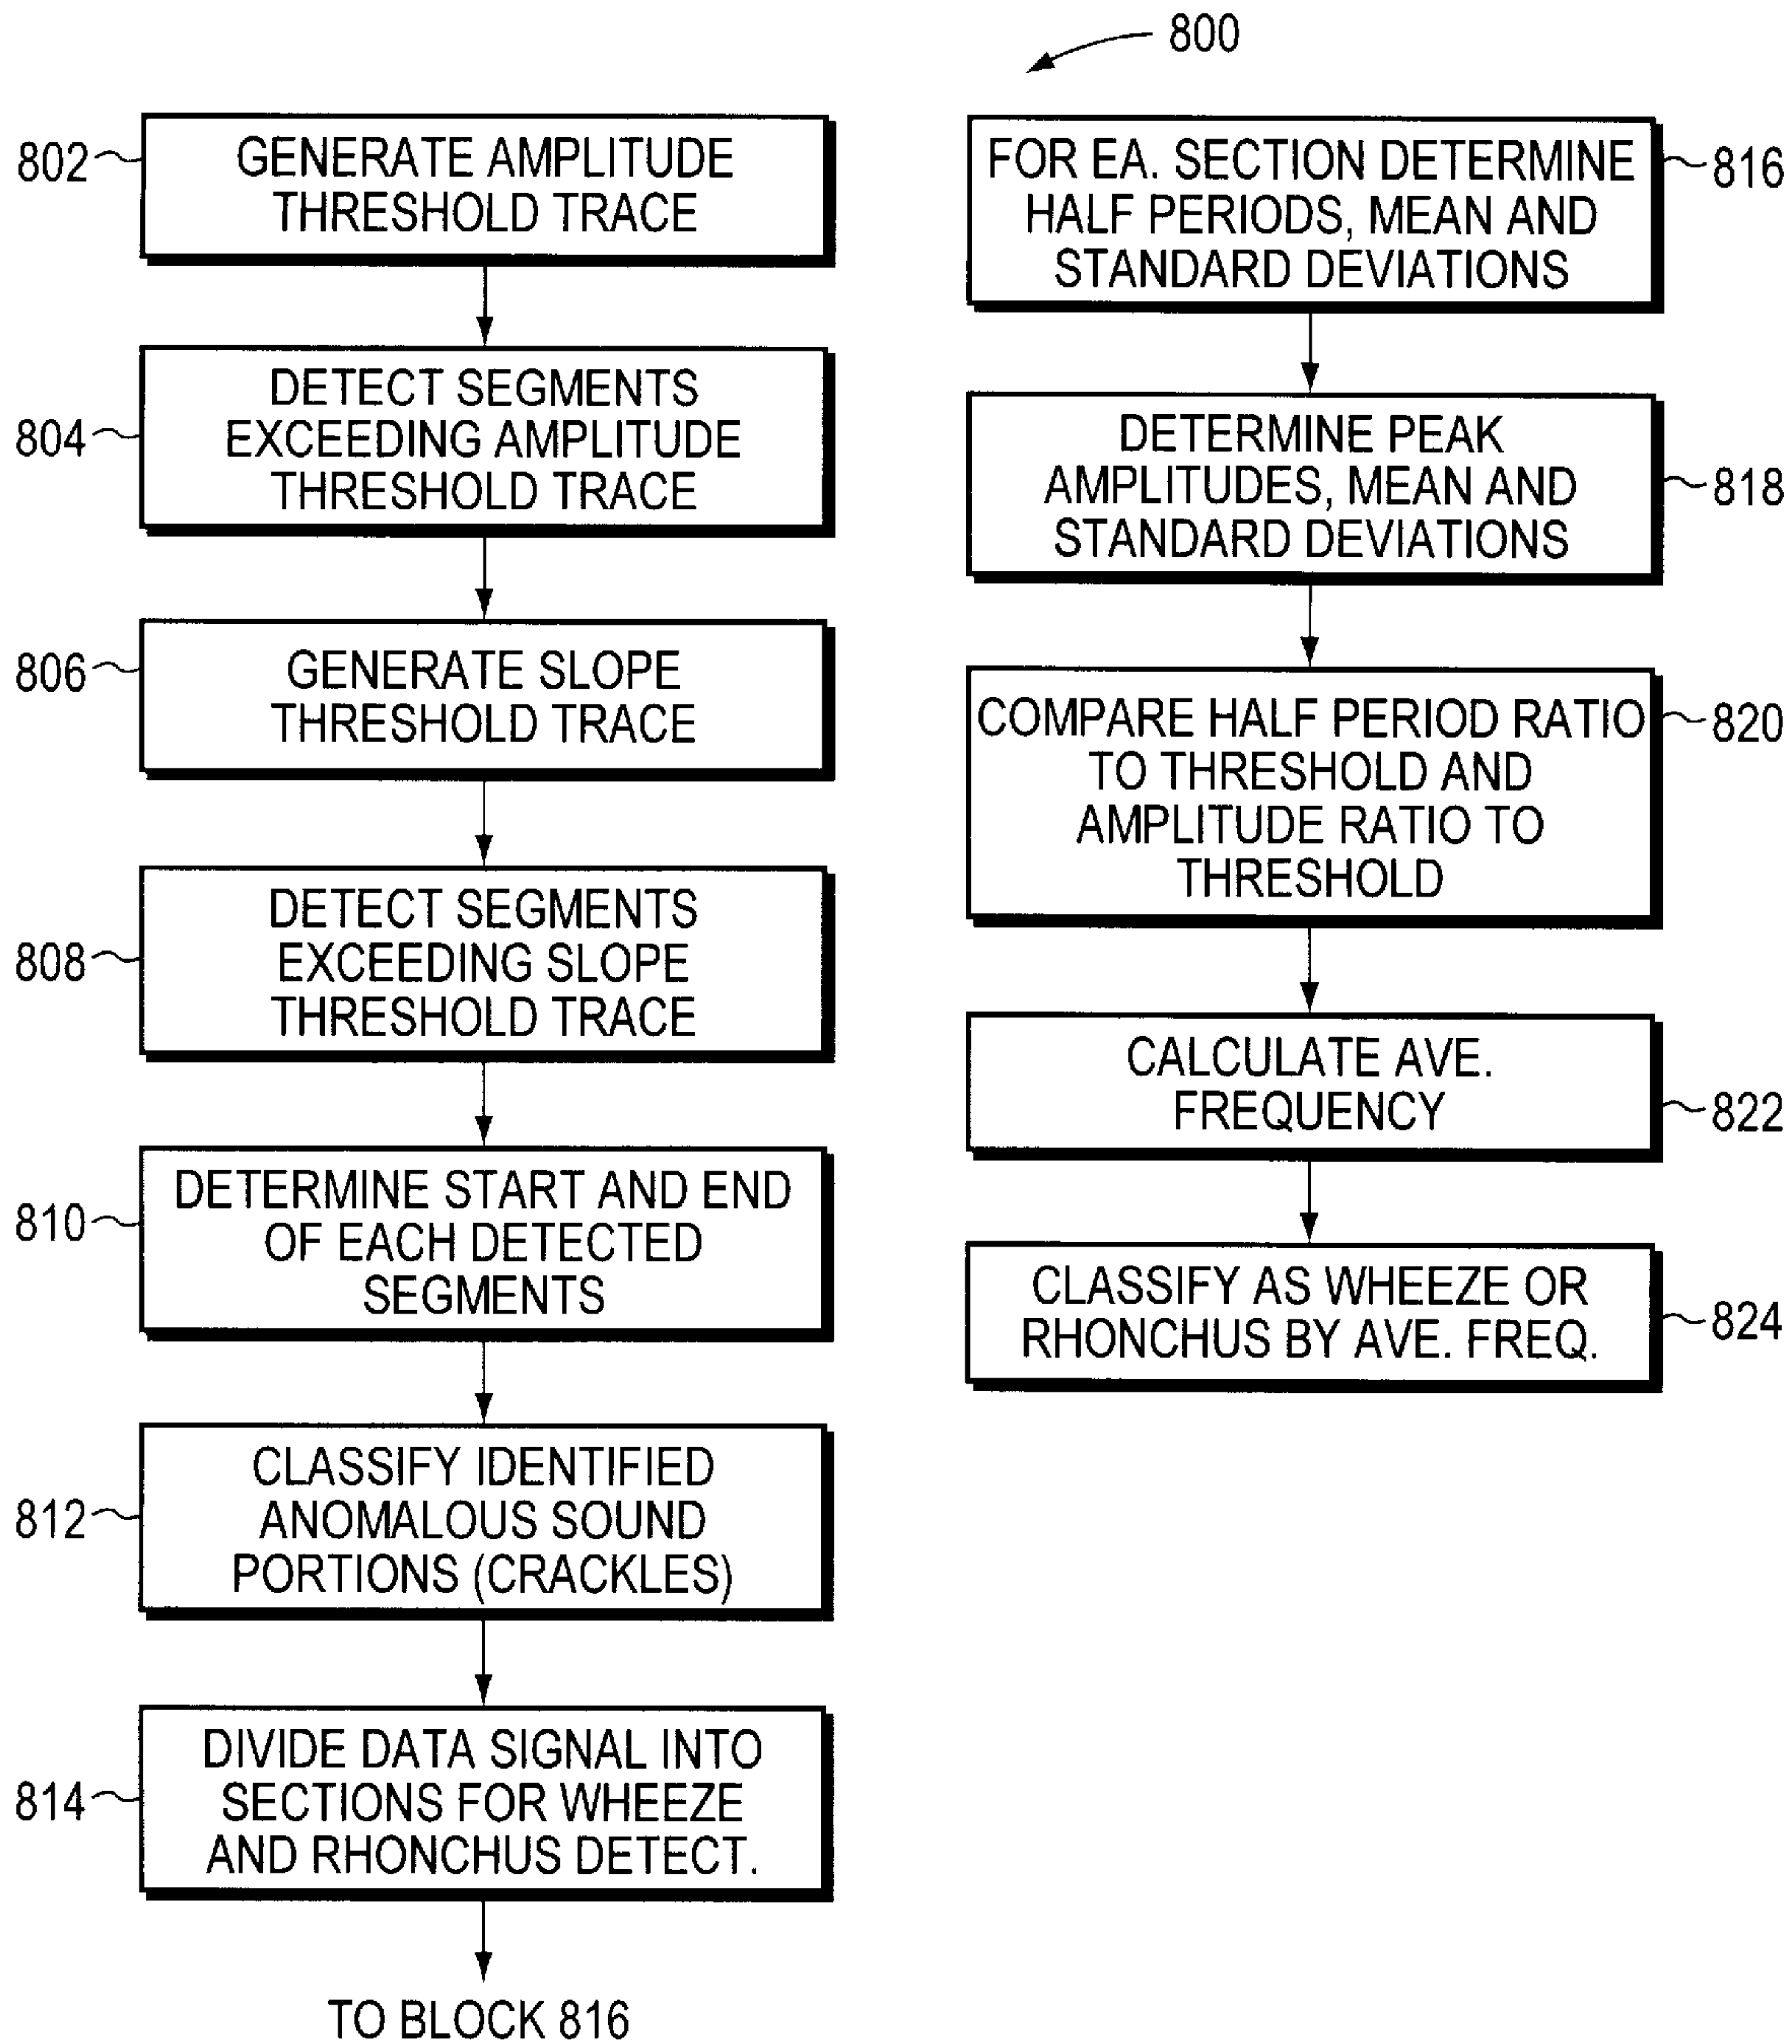 800
802
GENERATE AMPLITUDE
THRESHOLD TRACE
804
DETECT SEGMENTS
EXCEEDING AMPLITUDE
THRESHOLD TRACE
806
GENERATE SLOPE
THRESHOLD TRACE
808
DETECT SEGMENTS
EXCEEDING SLOPE
THRESHOLD TRACE
810
DETERMINE START AND END
OF EACH DETECTED
SEGMENTS
812
CLASSIFY IDENTIFIED
ANOMALOUS SOUND
PORTIONS (CRACKLES)
814
DIVIDE DATA SIGNAL INTO
SECTIONS FOR WHEEZE
AND RHONCHUS DETECT.
TO BLOCK 816
FOR EA. SECTION DETERMINE
HALF PERIODS, MEAN AND
STANDARD DEVIATIONS
816
DETERMINE PEAK
AMPLITUDES, MEAN AND
STANDARD DEVIATIONS
818
COMPARE HALF PERIOD RATIO
TO THRESHOLD AND
AMPLITUDE RATIO TO
THRESHOLD
820
CALCULATE AVE.
FREQUENCY
822
CLASSIFY AS WHEEZE OR
RHONCHUS BY AVE. FREQ.
824